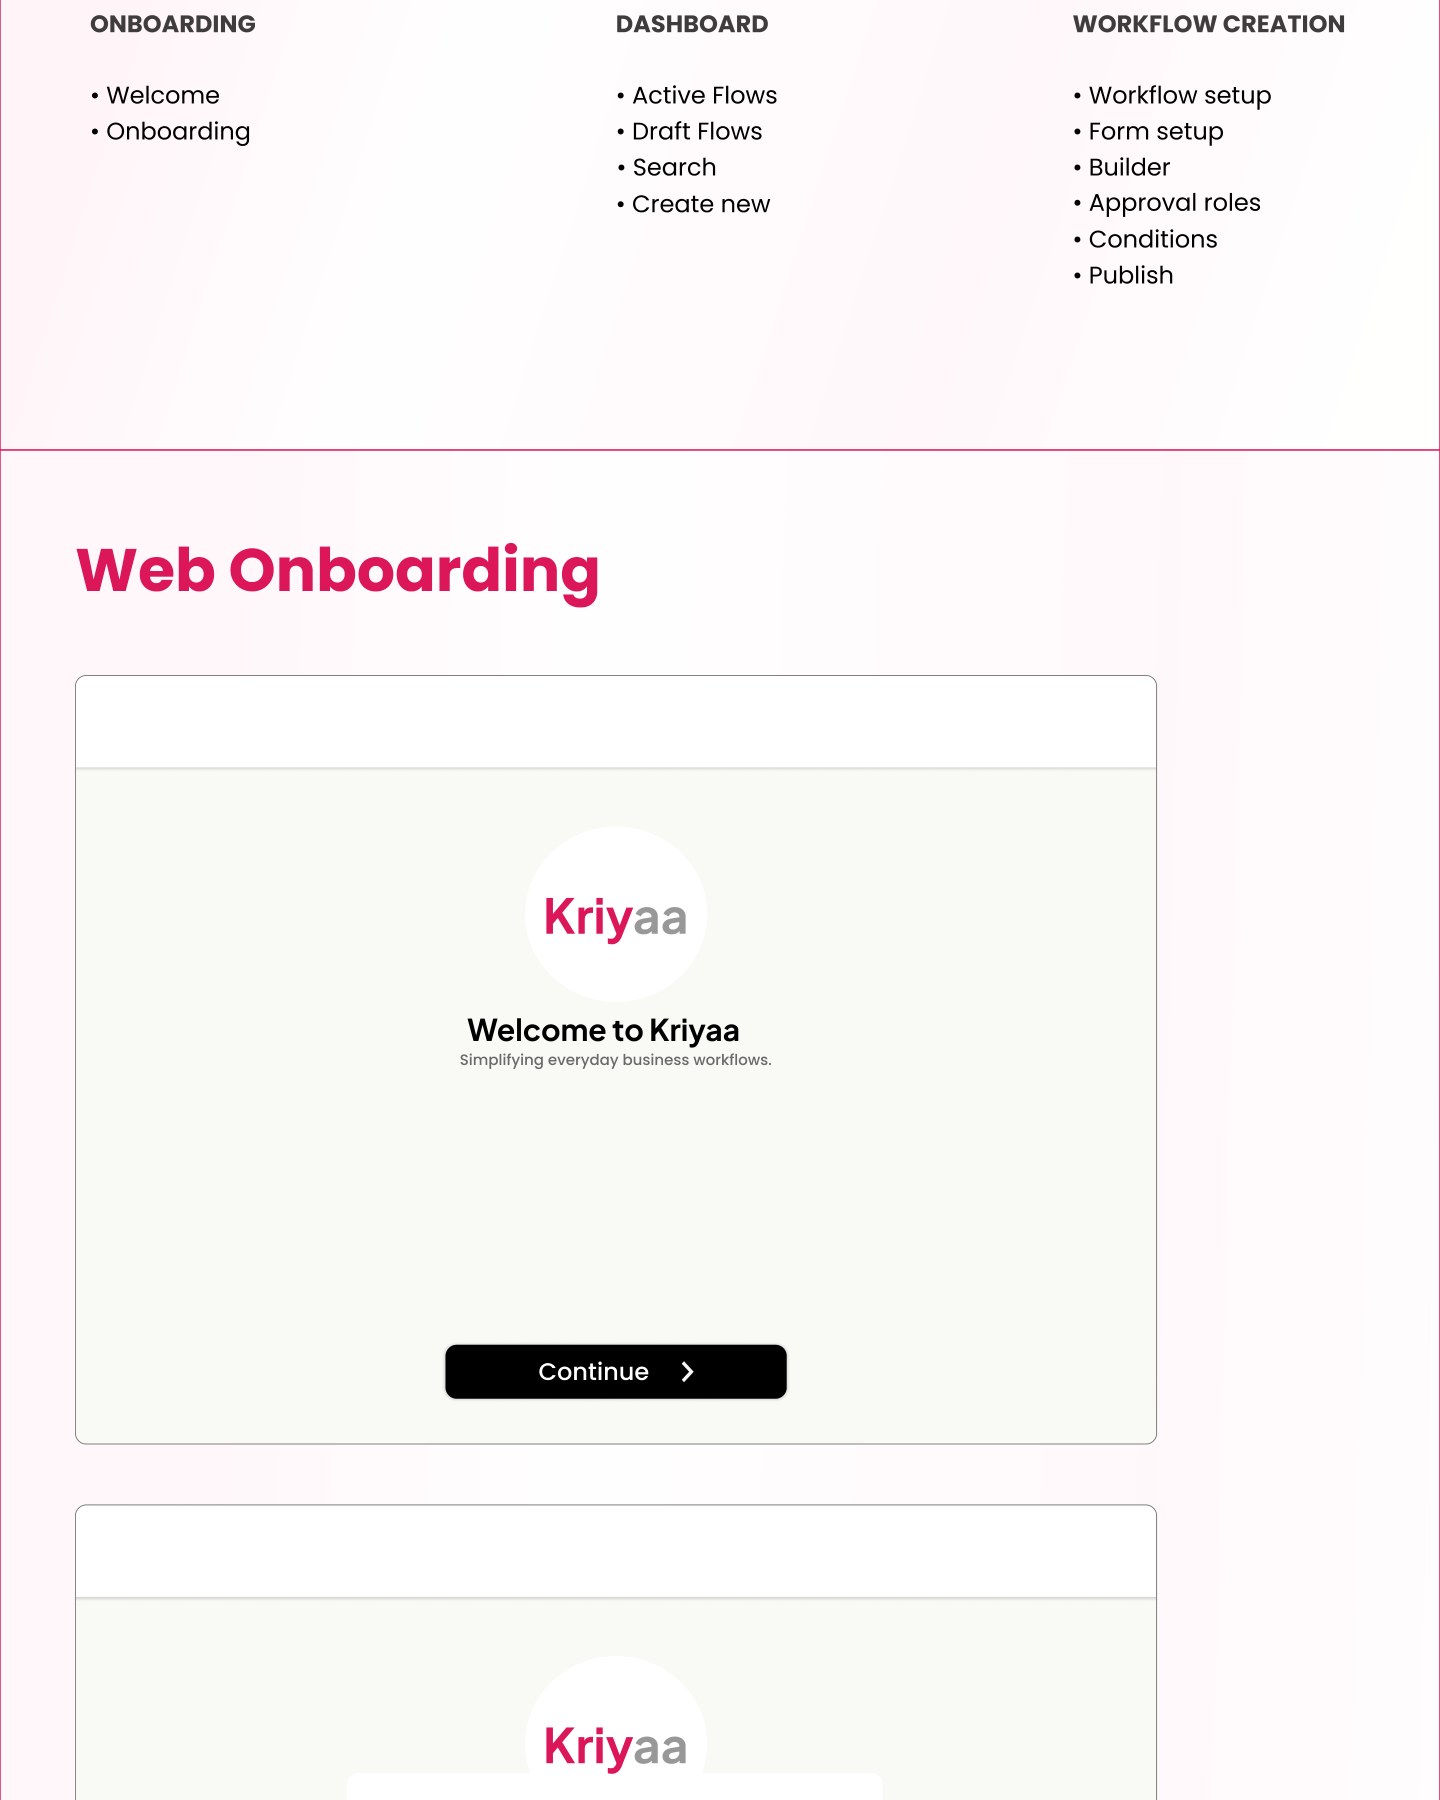 ONBOARDING
• Welcome
• Onboarding
DASHBOARD
• Active Flows
• Draft Flows
• Search
• Create new
WORKFLOW CREATION
• Workflow setup
• Form setup
• Builder
• Approval roles
• Conditions
• Publish
Web Onboarding
Kriyaa
Welcome to Kriyaa
Simplifying everyday business workflows.
Continue
Kriyaa